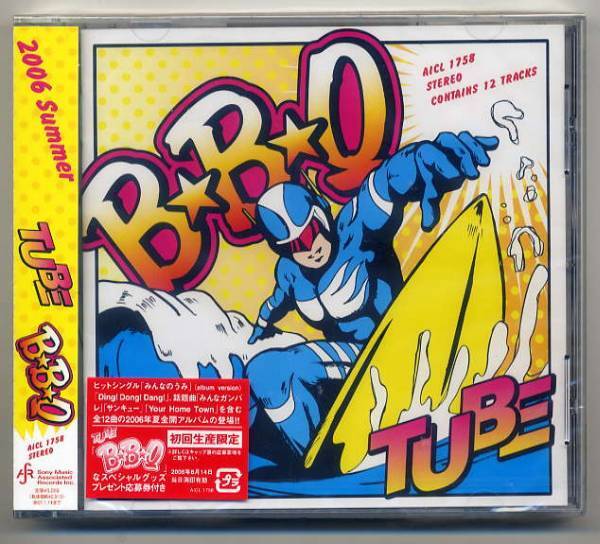 2006 Summer
TUBE
B★B★Q
AICL 1758
STEREO
Sony Music
Associated
Records Inc.
B★B★Q
AICL 1758
STEREO
CONTAINS 12 TRACKS
TUBE
ヒットシングル「みんなのうみ」(album version)
「Ding! Dong! Dang!」、話題曲「みんなガンバ
レ」「サンキュー」「Your Home Town」を含む
全12曲の2006年夏全開アルバムの登場!!
TUBE
B★B★Q
なスペシャルグッズ
プレゼント応募券付き
初回生産限定
2006年6月14日
AICL 1758